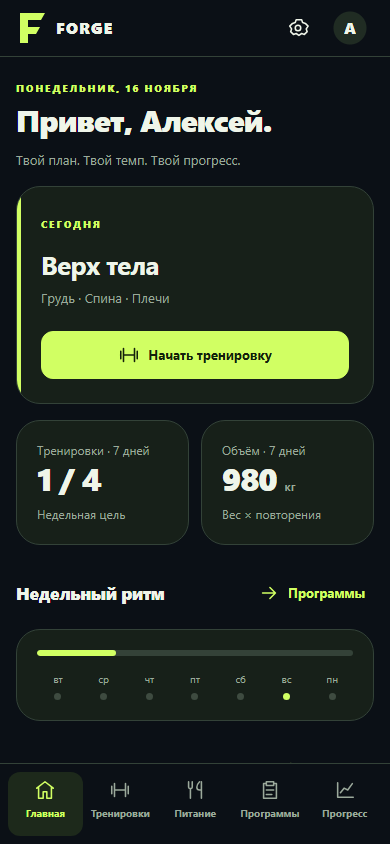 FORGE
A
ПОНЕДЕЛЬНИК, 16 НОЯБРЯ
Привет, Алексей.
Твой план. Твой темп. Твой прогресс.
СЕГОДНЯ
Верх тела
Грудь · Спина · Плечи
Начать тренировку
Тренировки · 7 дней
1 / 4
Недельная цель
Объём · 7 дней
980 кг
Вес × повторения
Недельный ритм
Программы
вт ср чт пт сб вс пн
Главная Тренировки Питание Программы Прогресс